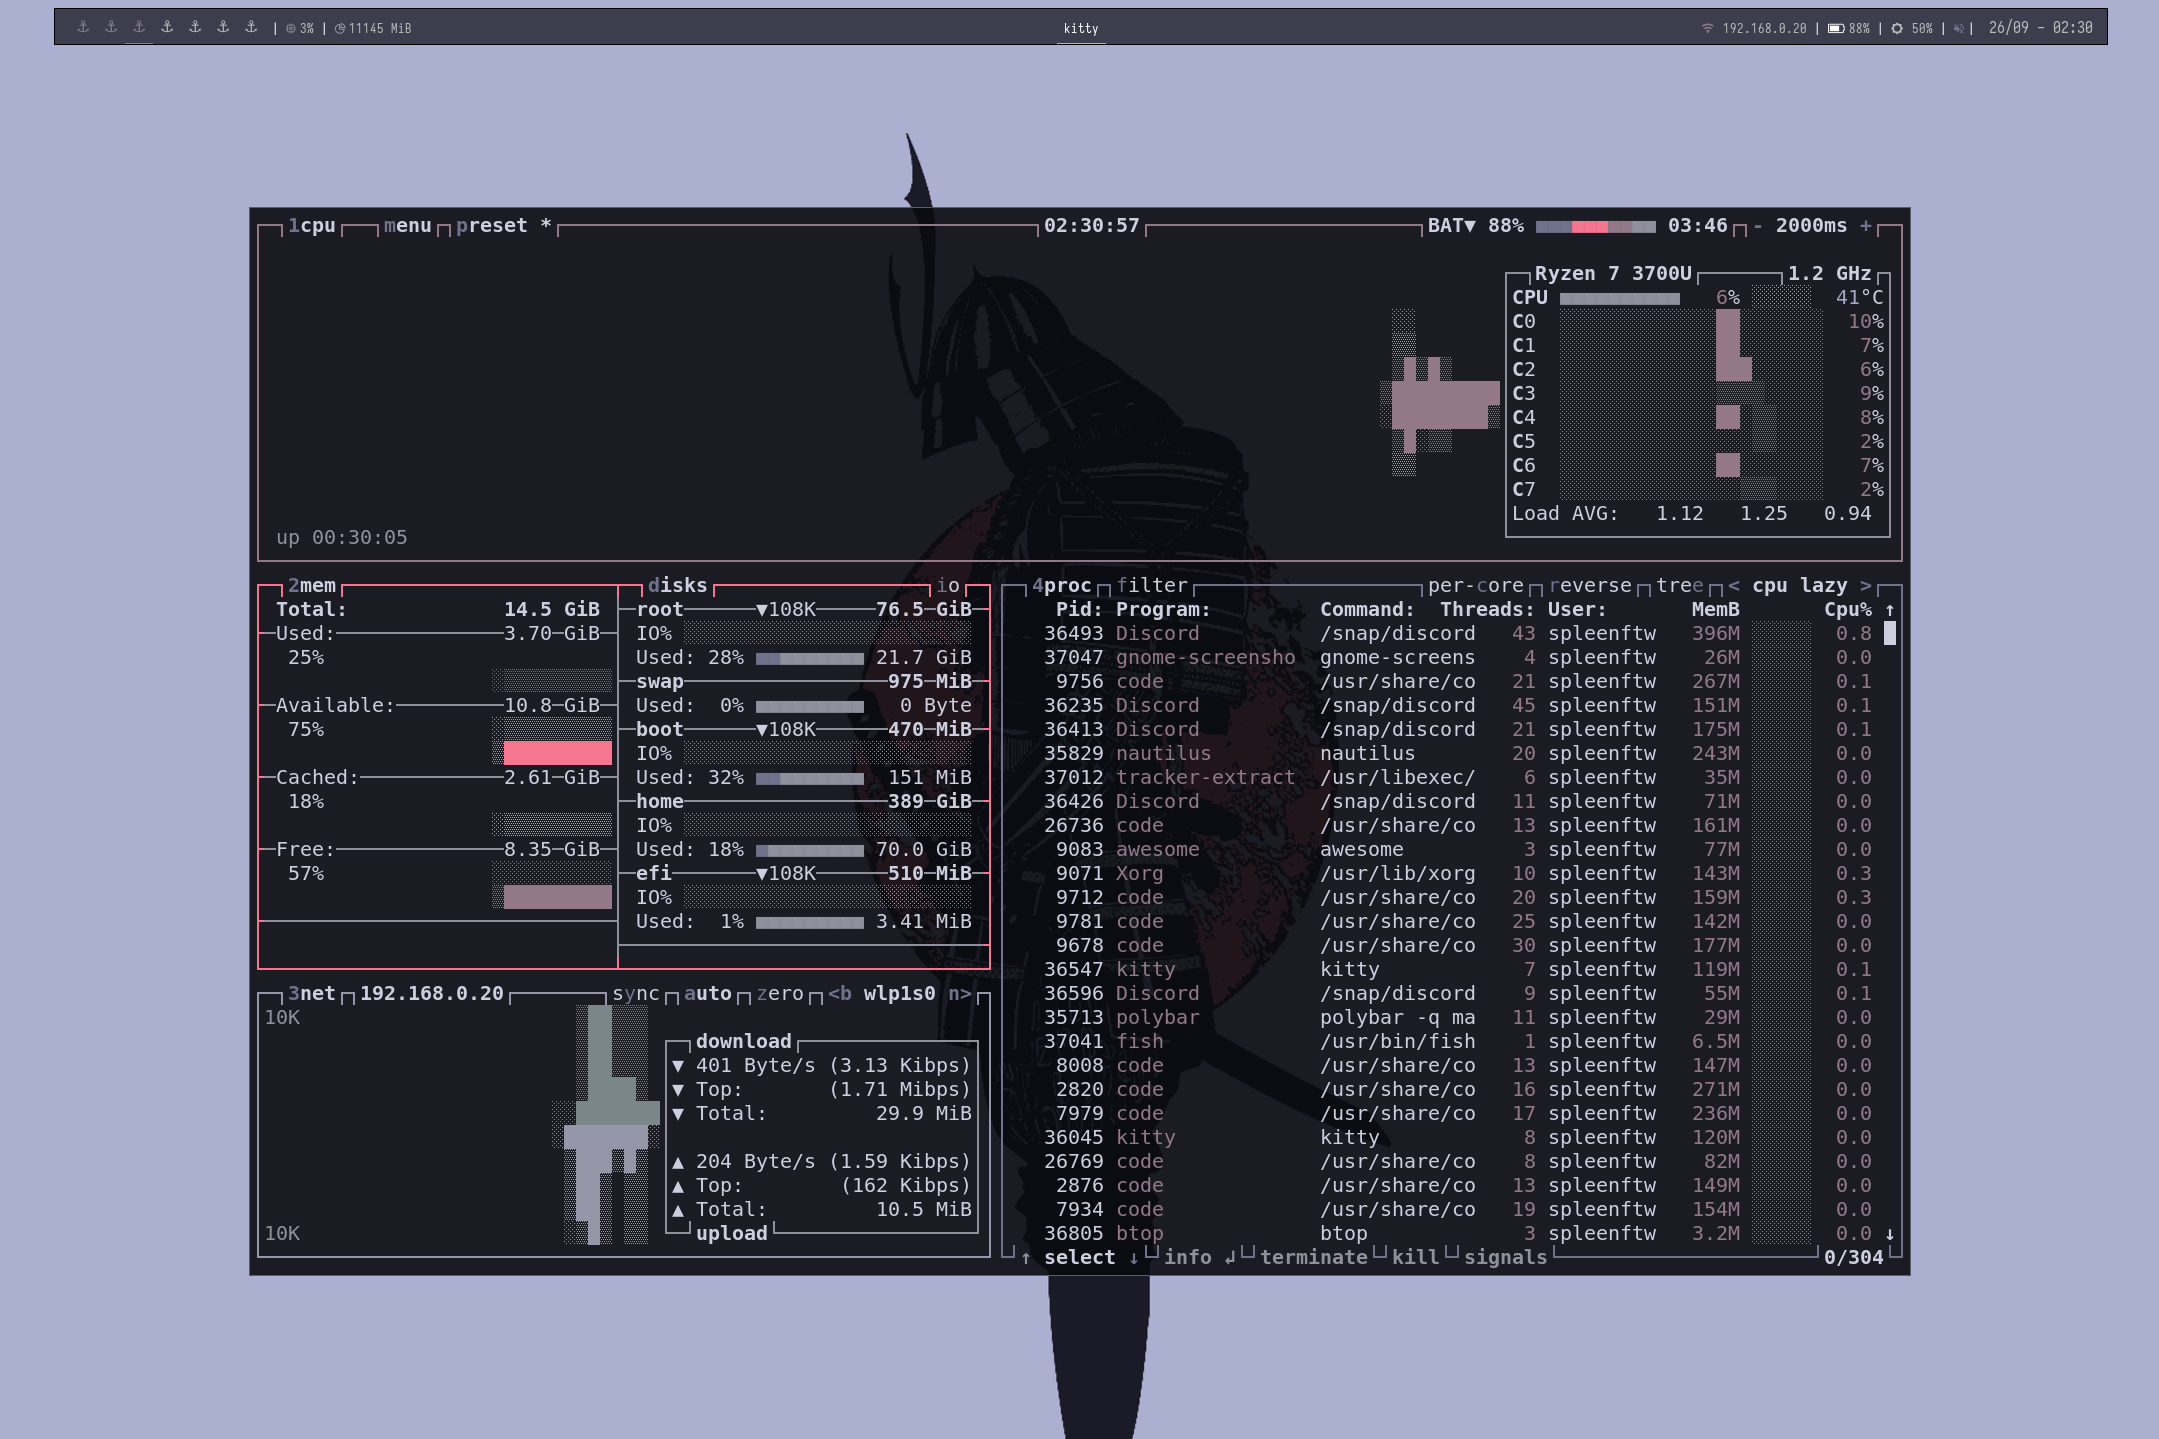 | 3% | 11145 MiB
kitty
192.168.0.20 | 88% | 50% | | 26/09 - 02:30
1cpu menu preset * 02:30:57 BAT▼ 88% 03:46 - 2000ms +
Ryzen 7 3700U 1.2 GHz
CPU 6% 41°C
C0 10%
C1 7%
C2 6%
C3 9%
C4 8%
C5 2%
C6 7%
C7 2%
Load AVG: 1.12 1.25 0.94
up 00:30:05
2mem
Total: 14.5 GiB
Used: 3.70 GiB
25%
Available: 10.8 GiB
75%
Cached: 2.61 GiB
18%
Free: 8.35 GiB
57%
disks io
root ▼108K 76.5 GiB
IO%
Used: 28% 21.7 GiB
swap 975 MiB
Used: 0% 0 Byte
boot ▼108K 470 MiB
IO%
Used: 32% 151 MiB
home 389 GiB
IO%
Used: 18% 70.0 GiB
efi ▼108K 510 MiB
IO%
Used: 1% 3.41 MiB
3net 192.168.0.20 sync auto zero <b wlp1s0 n>
10K
10K
download
▼ 401 Byte/s (3.13 Kibps)
▼ Top: (1.71 Mibps)
▼ Total: 29.9 MiB
▲ 204 Byte/s (1.59 Kibps)
▲ Top: (162 Kibps)
▲ Total: 10.5 MiB
upload
4proc filter per-core reverse tree < cpu lazy >
Pid: Program: Command: Threads: User: MemB Cpu% ↑
36493 Discord /snap/discord 43 spleenftw 396M 0.8
37047 gnome-screensho gnome-screens 4 spleenftw 26M 0.0
9756 code /usr/share/co 21 spleenftw 267M 0.1
36235 Discord /snap/discord 45 spleenftw 151M 0.1
36413 Discord /snap/discord 21 spleenftw 175M 0.1
35829 nautilus nautilus 20 spleenftw 243M 0.0
37012 tracker-extract /usr/libexec/ 6 spleenftw 35M 0.0
36426 Discord /snap/discord 11 spleenftw 71M 0.0
26736 code /usr/share/co 13 spleenftw 161M 0.0
9083 awesome awesome 3 spleenftw 77M 0.0
9071 Xorg /usr/lib/xorg 10 spleenftw 143M 0.3
9712 code /usr/share/co 20 spleenftw 159M 0.3
9781 code /usr/share/co 25 spleenftw 142M 0.0
9678 code /usr/share/co 30 spleenftw 177M 0.0
36547 kitty kitty 7 spleenftw 119M 0.1
36596 Discord /snap/discord 9 spleenftw 55M 0.1
35713 polybar polybar -q ma 11 spleenftw 29M 0.0
37041 fish /usr/bin/fish 1 spleenftw 6.5M 0.0
8008 code /usr/share/co 13 spleenftw 147M 0.0
2820 code /usr/share/co 16 spleenftw 271M 0.0
7979 code /usr/share/co 17 spleenftw 236M 0.0
36045 kitty kitty 8 spleenftw 120M 0.0
26769 code /usr/share/co 8 spleenftw 82M 0.0
2876 code /usr/share/co 13 spleenftw 149M 0.0
7934 code /usr/share/co 19 spleenftw 154M 0.0
36805 btop btop 3 spleenftw 3.2M 0.0 ↓
↑ select ↓ info ↲ terminate kill signals 0/304